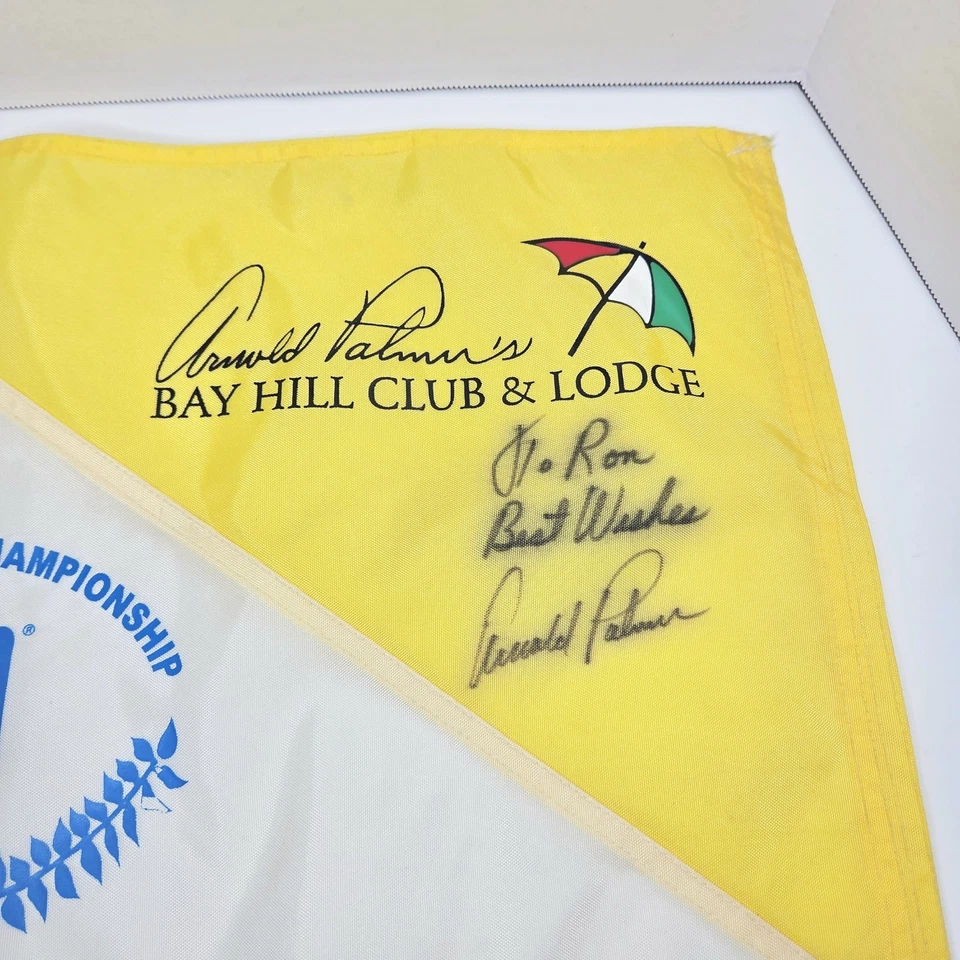 Arnold Palmer's
BAY HILL CLUB & LODGE
To Ron
Best Wishes
Arnold Palmer
AMPIONSHIP
®